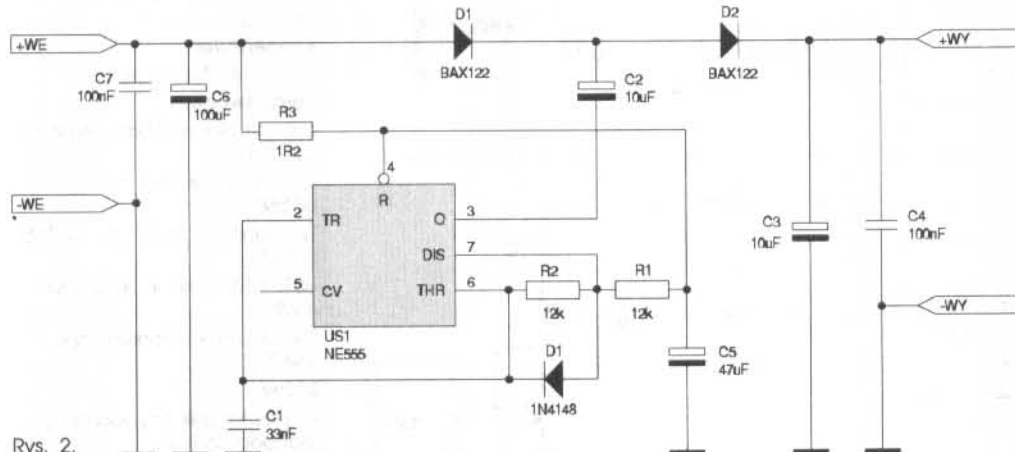 D1
D2
+WE
+WY
BAX122
BAX122
C7
100nF
C6
100uF
C2
10uF
R3
1R2
4
R
2
TR
Q
3
-WE
DIS
7
C3
10uF
C4
100nF
5
CV
THR
6
R2
12k
R1
12k
-WY
US1
NE555
D1
1N4148
C5
47uF
C1
33nF
Rys. 2.